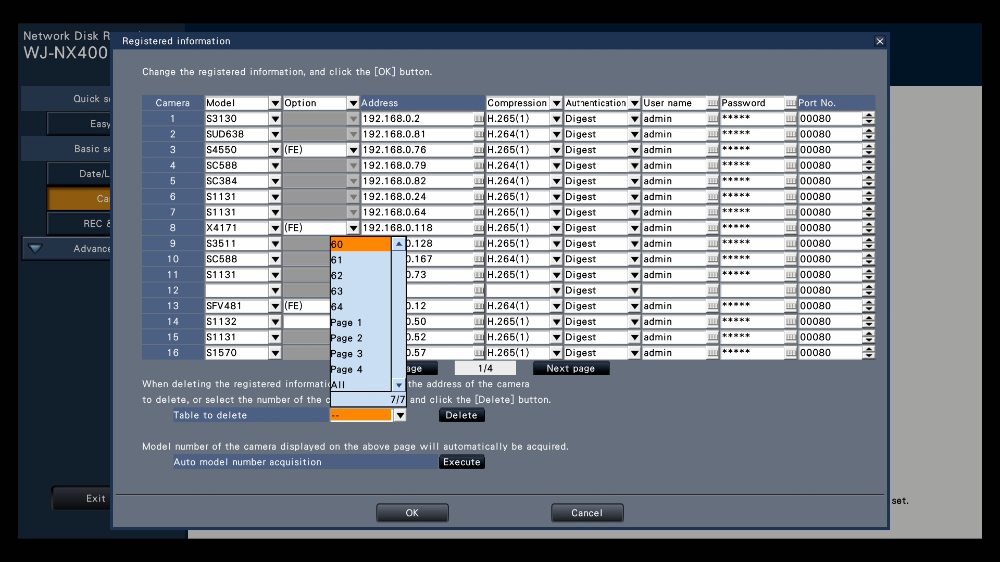 Network Disk R
WJ-NX400
Registered information
Change the registered information, and click the [OK] button.
Quick se
Easy
Basic se
Date/L
Ca
REC &
Advance
Exit
Camera Model Option Address Compression Authentication User name Password Port No.
1 S3130 192.168.0.2 H.265(1) Digest admin ***** 00080
2 SUD638 192.168.0.81 H.264(1) Digest admin ***** 00080
3 S4550 (FE) 192.168.0.76 H.265(1) Digest admin ***** 00080
4 SC588 192.168.0.79 H.264(1) Digest admin ***** 00080
5 SC384 192.168.0.82 H.264(1) Digest admin ***** 00080
6 S1131 192.168.0.24 H.265(1) Digest admin ***** 00080
7 S1131 192.168.0.64 H.265(1) Digest admin ***** 00080
8 X4171 (FE) 192.168.0.118 H.265(1) Digest admin ***** 00080
9 S3511 0.128 H.265(1) Digest admin ***** 00080
10 SC588 0.167 H.264(1) Digest admin ***** 00080
11 S1131 0.73 H.265(1) Digest admin ***** 00080
12 Digest 00080
13 SFV481 (FE) 0.12 H.264(1) Digest admin ***** 00080
14 S1132 0.50 H.265(1) Digest admin ***** 00080
15 S1131 0.52 H.265(1) Digest admin ***** 00080
16 S1570 0.57 H.265(1) Digest admin ***** 00080
60
61
62
63
64
Page 1
Page 2
Page 3
Page 4
All
7/7
age 1/4 Next page
When deleting the registered informati the address of the camera
to delete, or select the number of the c and click the [Delete] button.
Table to delete -- Delete
Model number of the camera displayed on the above page will automatically be acquired.
Auto model number acquisition Execute
set.
OK Cancel